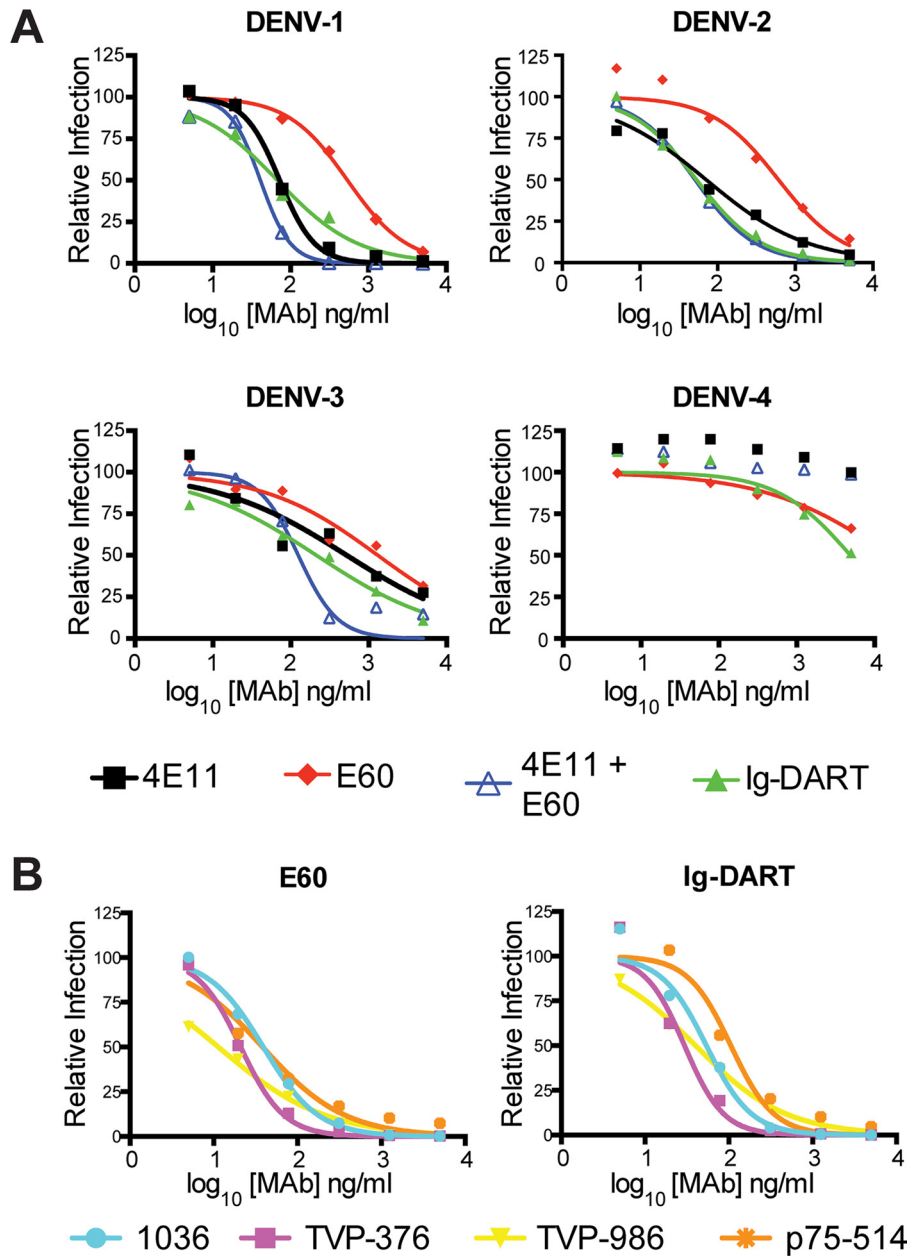 A
DENV-1
DENV-2
Relative Infection
125
100
75
50
25
0
0 1 2 3 4
log10 [MAb] ng/ml
Relative Infection
125
100
75
50
25
0
0 1 2 3 4
log10 [MAb] ng/ml
DENV-3
DENV-4
Relative Infection
125
100
75
50
25
0
0 1 2 3 4
log10 [MAb] ng/ml
Relative Infection
125
100
75
50
125
0
0 1 2 3 4
log10 [MAb] ng/ml
4E11
E60
4E11 +
E60
Ig-DART
B
E60
Ig-DART
Relative Infection
125
100
75
50
25
0
0 1 2 3 4
log10 [MAb] ng/ml
Relative Infection
125
100
75
50
25
0
0 1 2 3 4
log10 [MAb] ng/ml
1036
TVP-376
TVP-986
p75-514